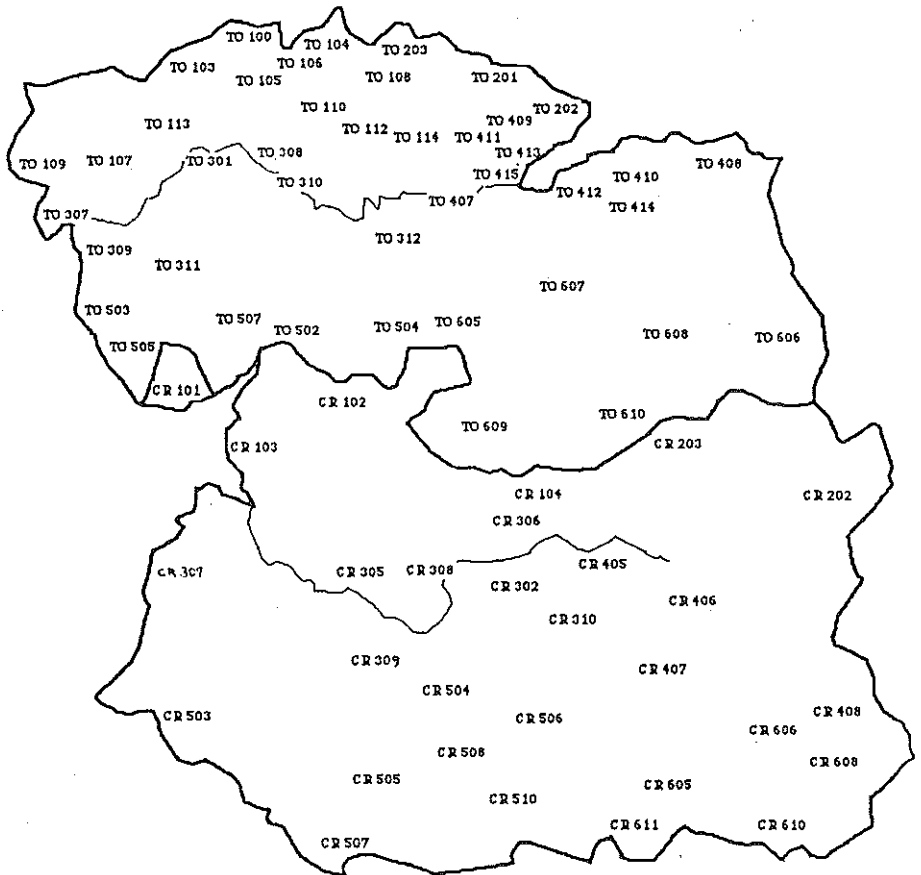 TO 100
TO 104
TO 203
TO 103
TO 106
TO 105
TO 108
TO 201
TO 110
TO 202
TO 113
TO 112
TO 114
TO 409
TO 411
TO 109
TO 107
TO 301
TO 308
TO 413
TO 408
TO 310
TO 415
TO 410
TO 412
TO 407
TO 414
TO 307
TO 309
TO 312
TO 311
TO 607
TO 503
TO 507
TO 502
TO 504
TO 605
TO 608
TO 606
TO 505
CR 101
CR 102
TO 609
TO 610
CR 103
CR 203
CR 104
CR 202
CR 306
CR 307
CR 305
CR 308
CR 302
CR 405
CR 310
CR 406
CR 309
CR 407
CR 504
CR 503
CR 506
CR 408
CR 606
CR 508
CR 608
CR 505
CR 510
CR 605
CR 507
CR 611
CR 610